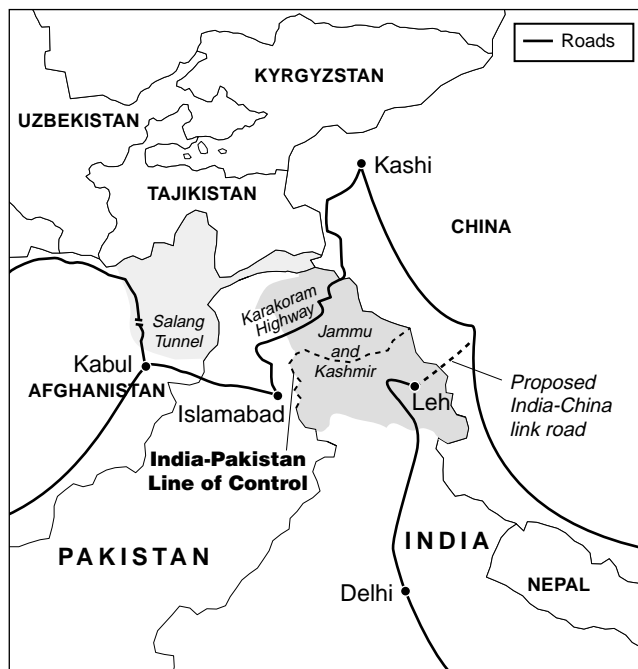 Roads
KYRGYZSTAN
UZBEKISTAN
Kashi
TAJIKISTAN
CHINA
Karakoram
Highway
Salang
Tunnel
Jammu
and
Kashmir
Kabul
AFGHANISTAN
Islamabad
Leh
Proposed
India-China
link road
India-Pakistan
Line of Control
PAKISTAN
INDIA
NEPAL
Delhi